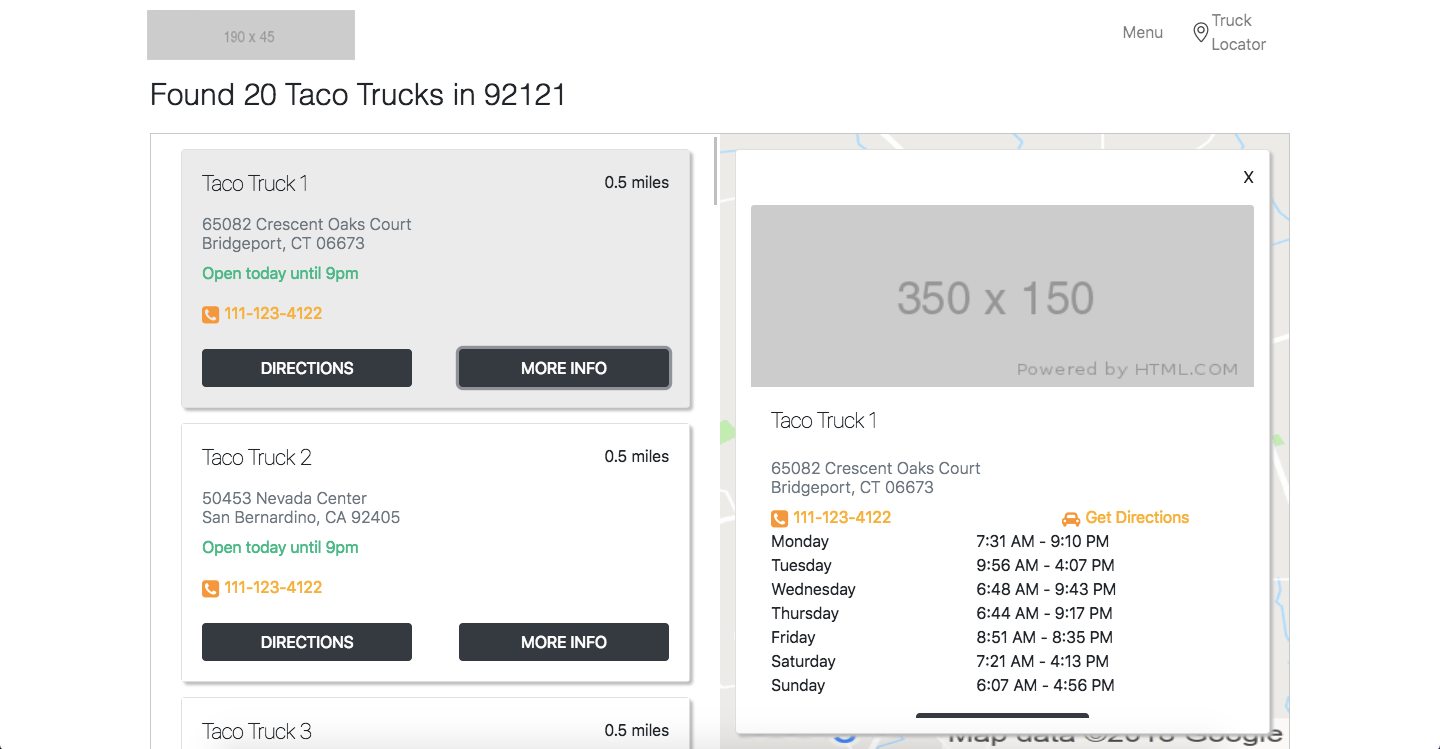 190 x 45
Menu
Truck
Locator
Found 20 Taco Trucks in 92121
Taco Truck 1
0.5 miles
65082 Crescent Oaks Court
Bridgeport, CT 06673
Open today until 9pm
111-123-4122
DIRECTIONS
MORE INFO
Taco Truck 2
0.5 miles
50453 Nevada Center
San Bernardino, CA 92405
Open today until 9pm
111-123-4122
DIRECTIONS
MORE INFO
Taco Truck 3
0.5 miles
X
350 x 150
Powered by HTML.COM
Taco Truck 1
65082 Crescent Oaks Court
Bridgeport, CT 06673
111-123-4122
Get Directions
Monday 7:31 AM - 9:10 PM
Tuesday 9:56 AM - 4:07 PM
Wednesday 6:48 AM - 9:43 PM
Thursday 6:44 AM - 9:17 PM
Friday 8:51 AM - 8:35 PM
Saturday 7:21 AM - 4:13 PM
Sunday 6:07 AM - 4:56 PM
Map data ©2018 Google